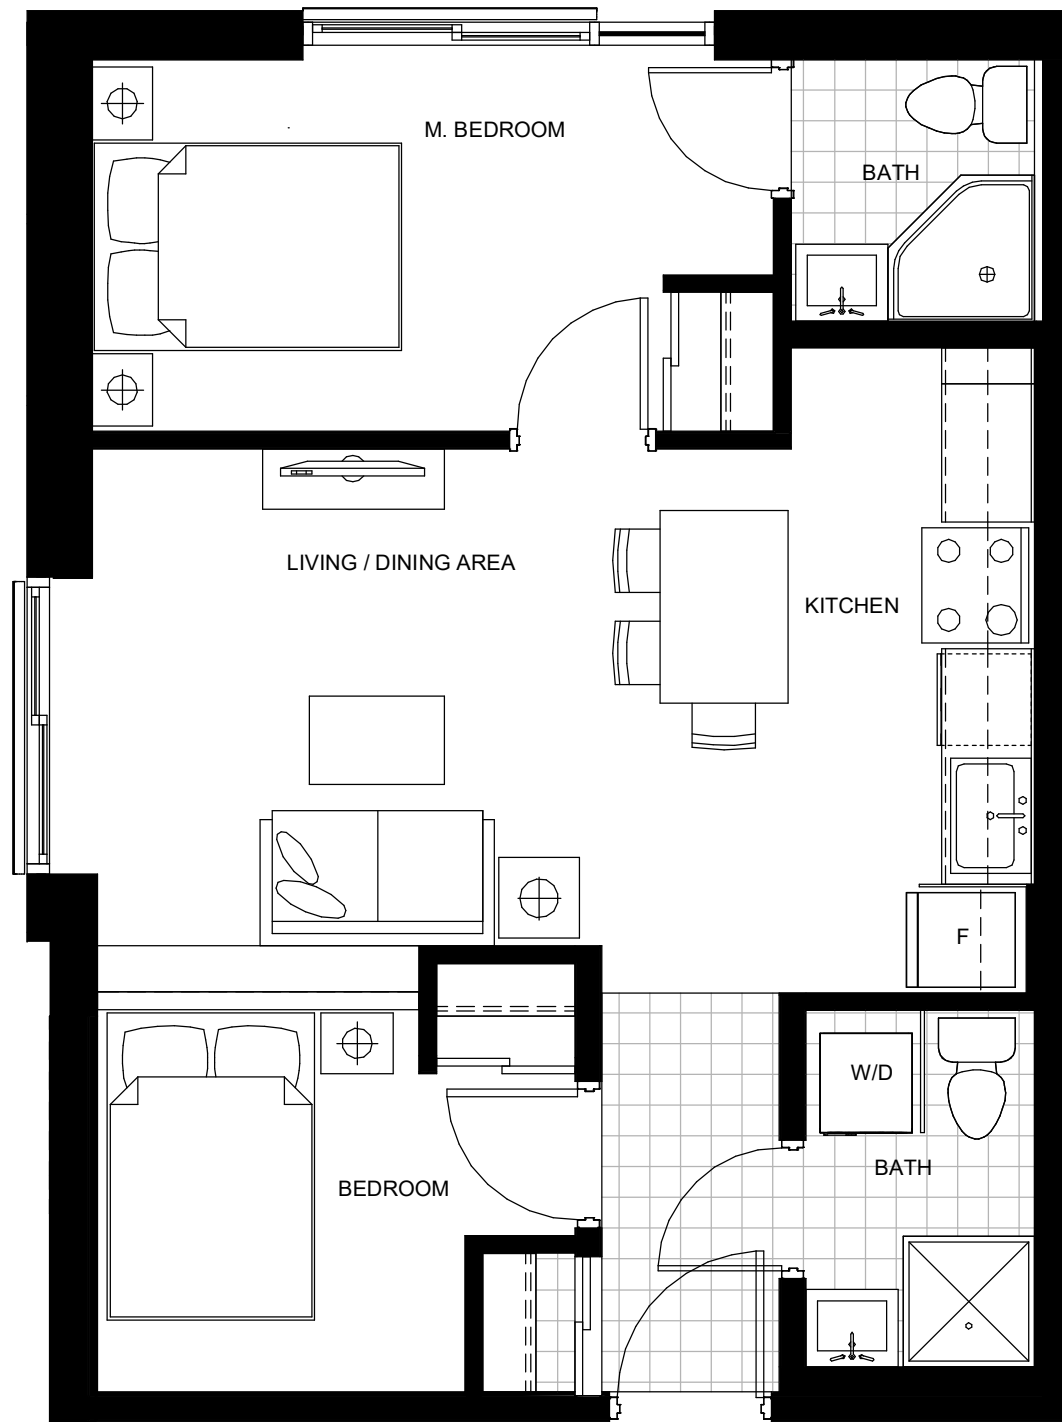 M. BEDROOM
BATH
LIVING / DINING AREA
KITCHEN
F
W/D
BATH
BEDROOM